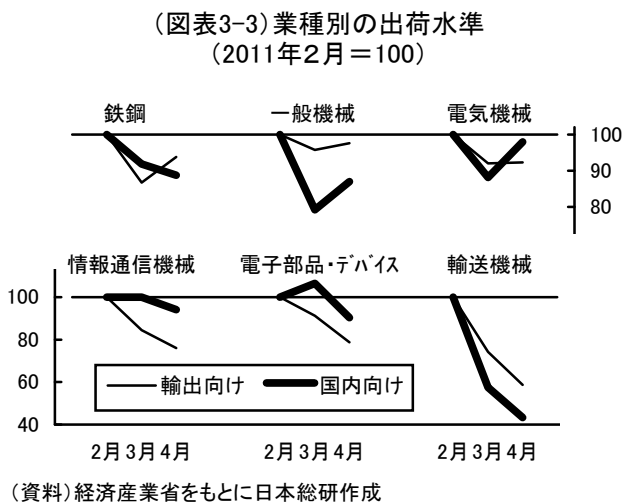 （図表3-3）業種別の出荷水準
（2011年２月＝100）
鉄鋼 一般機械 電気機械
100
90
80
情報通信機械 電子部品・ﾃﾞﾊﾞｲｽ 輸送機械
100
80
60
40
輸出向け 国内向け
2月 3月 4月 2月 3月 4月 2月 3月 4月
（資料）経済産業省をもとに日本総研作成